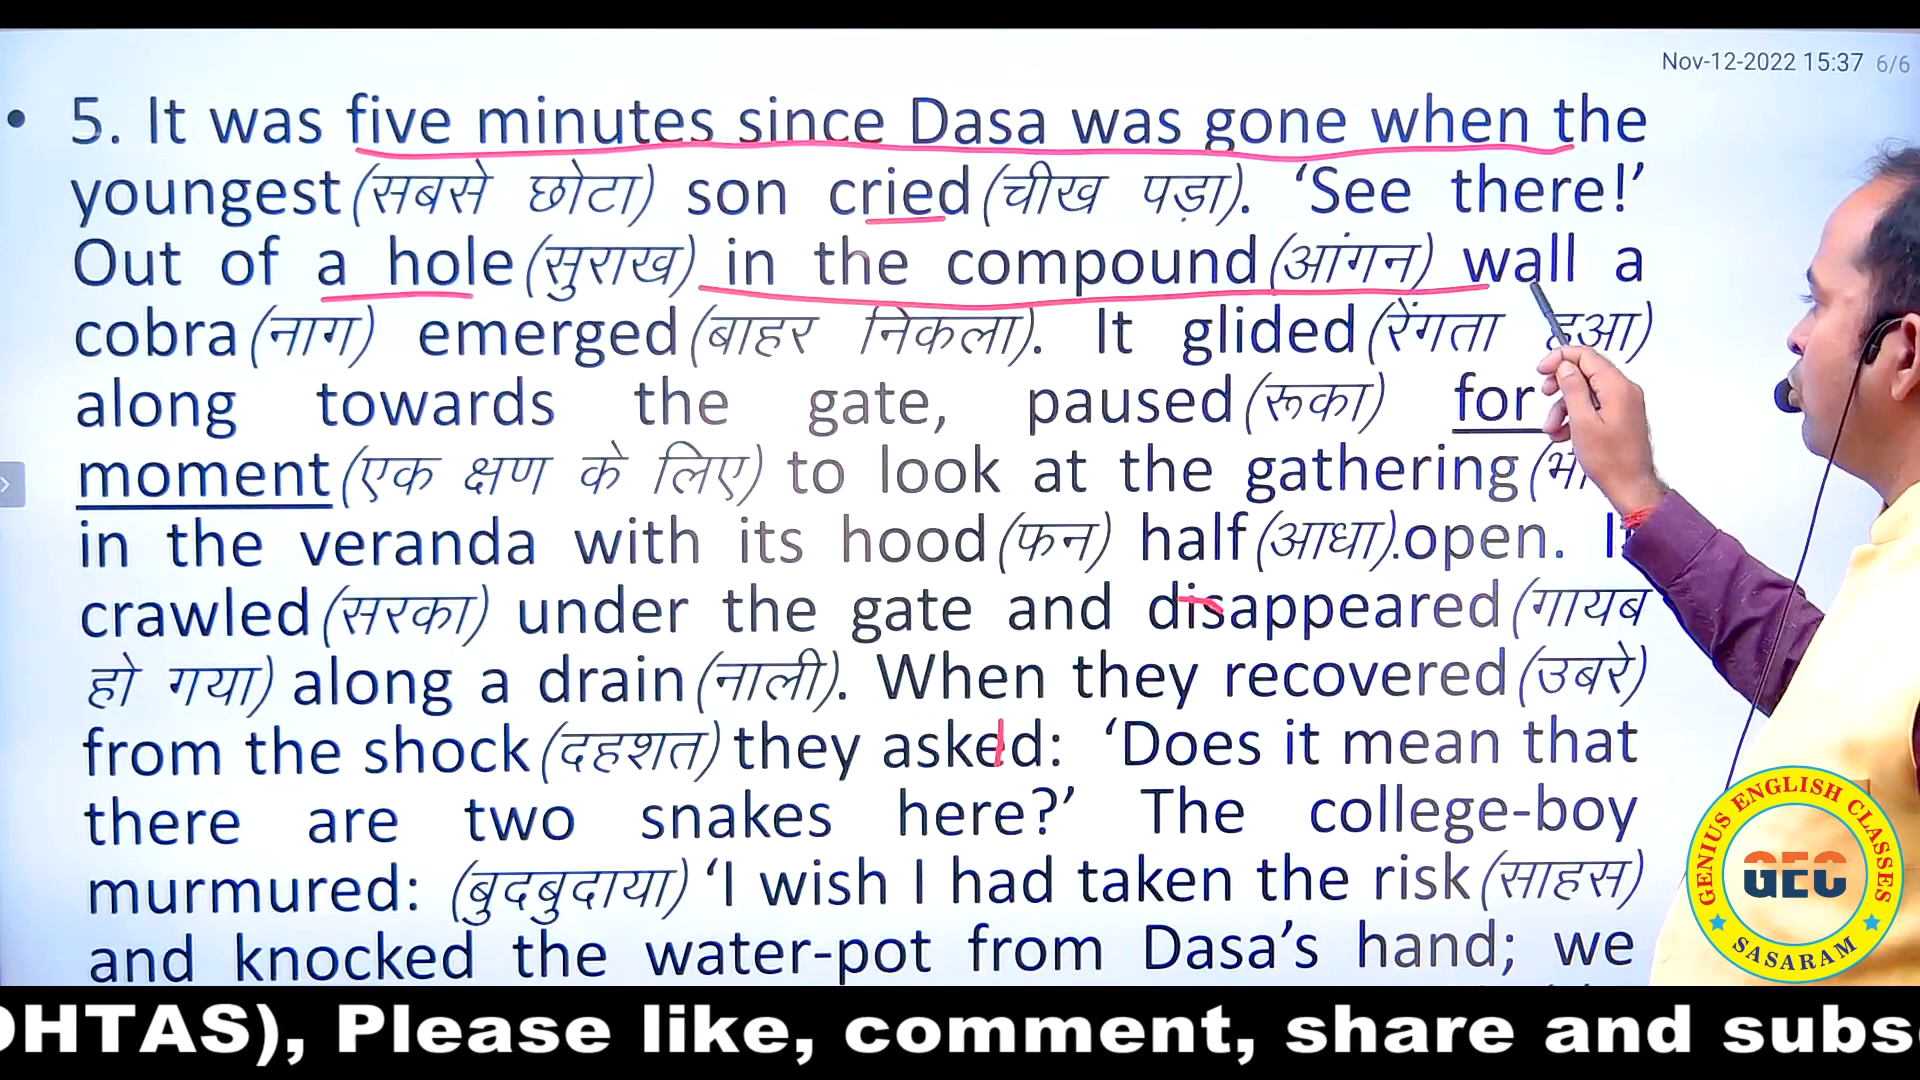 Nov-12-2022 15:37 6/6
• 5. It was five minutes since Dasa was gone when the
youngest(सबसे छोटा) son cried(चीख पड़ा). ‘See there!’
Out of a hole(सुराख) in the compound(आंगन) wall a
cobra(नाग) emerged(बाहर निकला). It glided(रेंगता हुआ)
along towards the gate, paused(रूका) for
moment(एक क्षण के लिए) to look at the gathering
in the veranda with its hood(फन) half(आधा).open.
crawled(सरका) under the gate and disappeared(गायब
हो गया) along a drain(नाली). When they recovered(उबरे)
from the shock(दहशत) they asked: ‘Does it mean that
there are two snakes here?’ The college-boy
murmured: (बुदबुदाया) ‘I wish I had taken the risk(साहस)
and knocked the water-pot from Dasa’s hand; we
GENIUS ENGLISH CLASSES
GEC
SASARAM
OHTAS), Please like, comment, share and subs